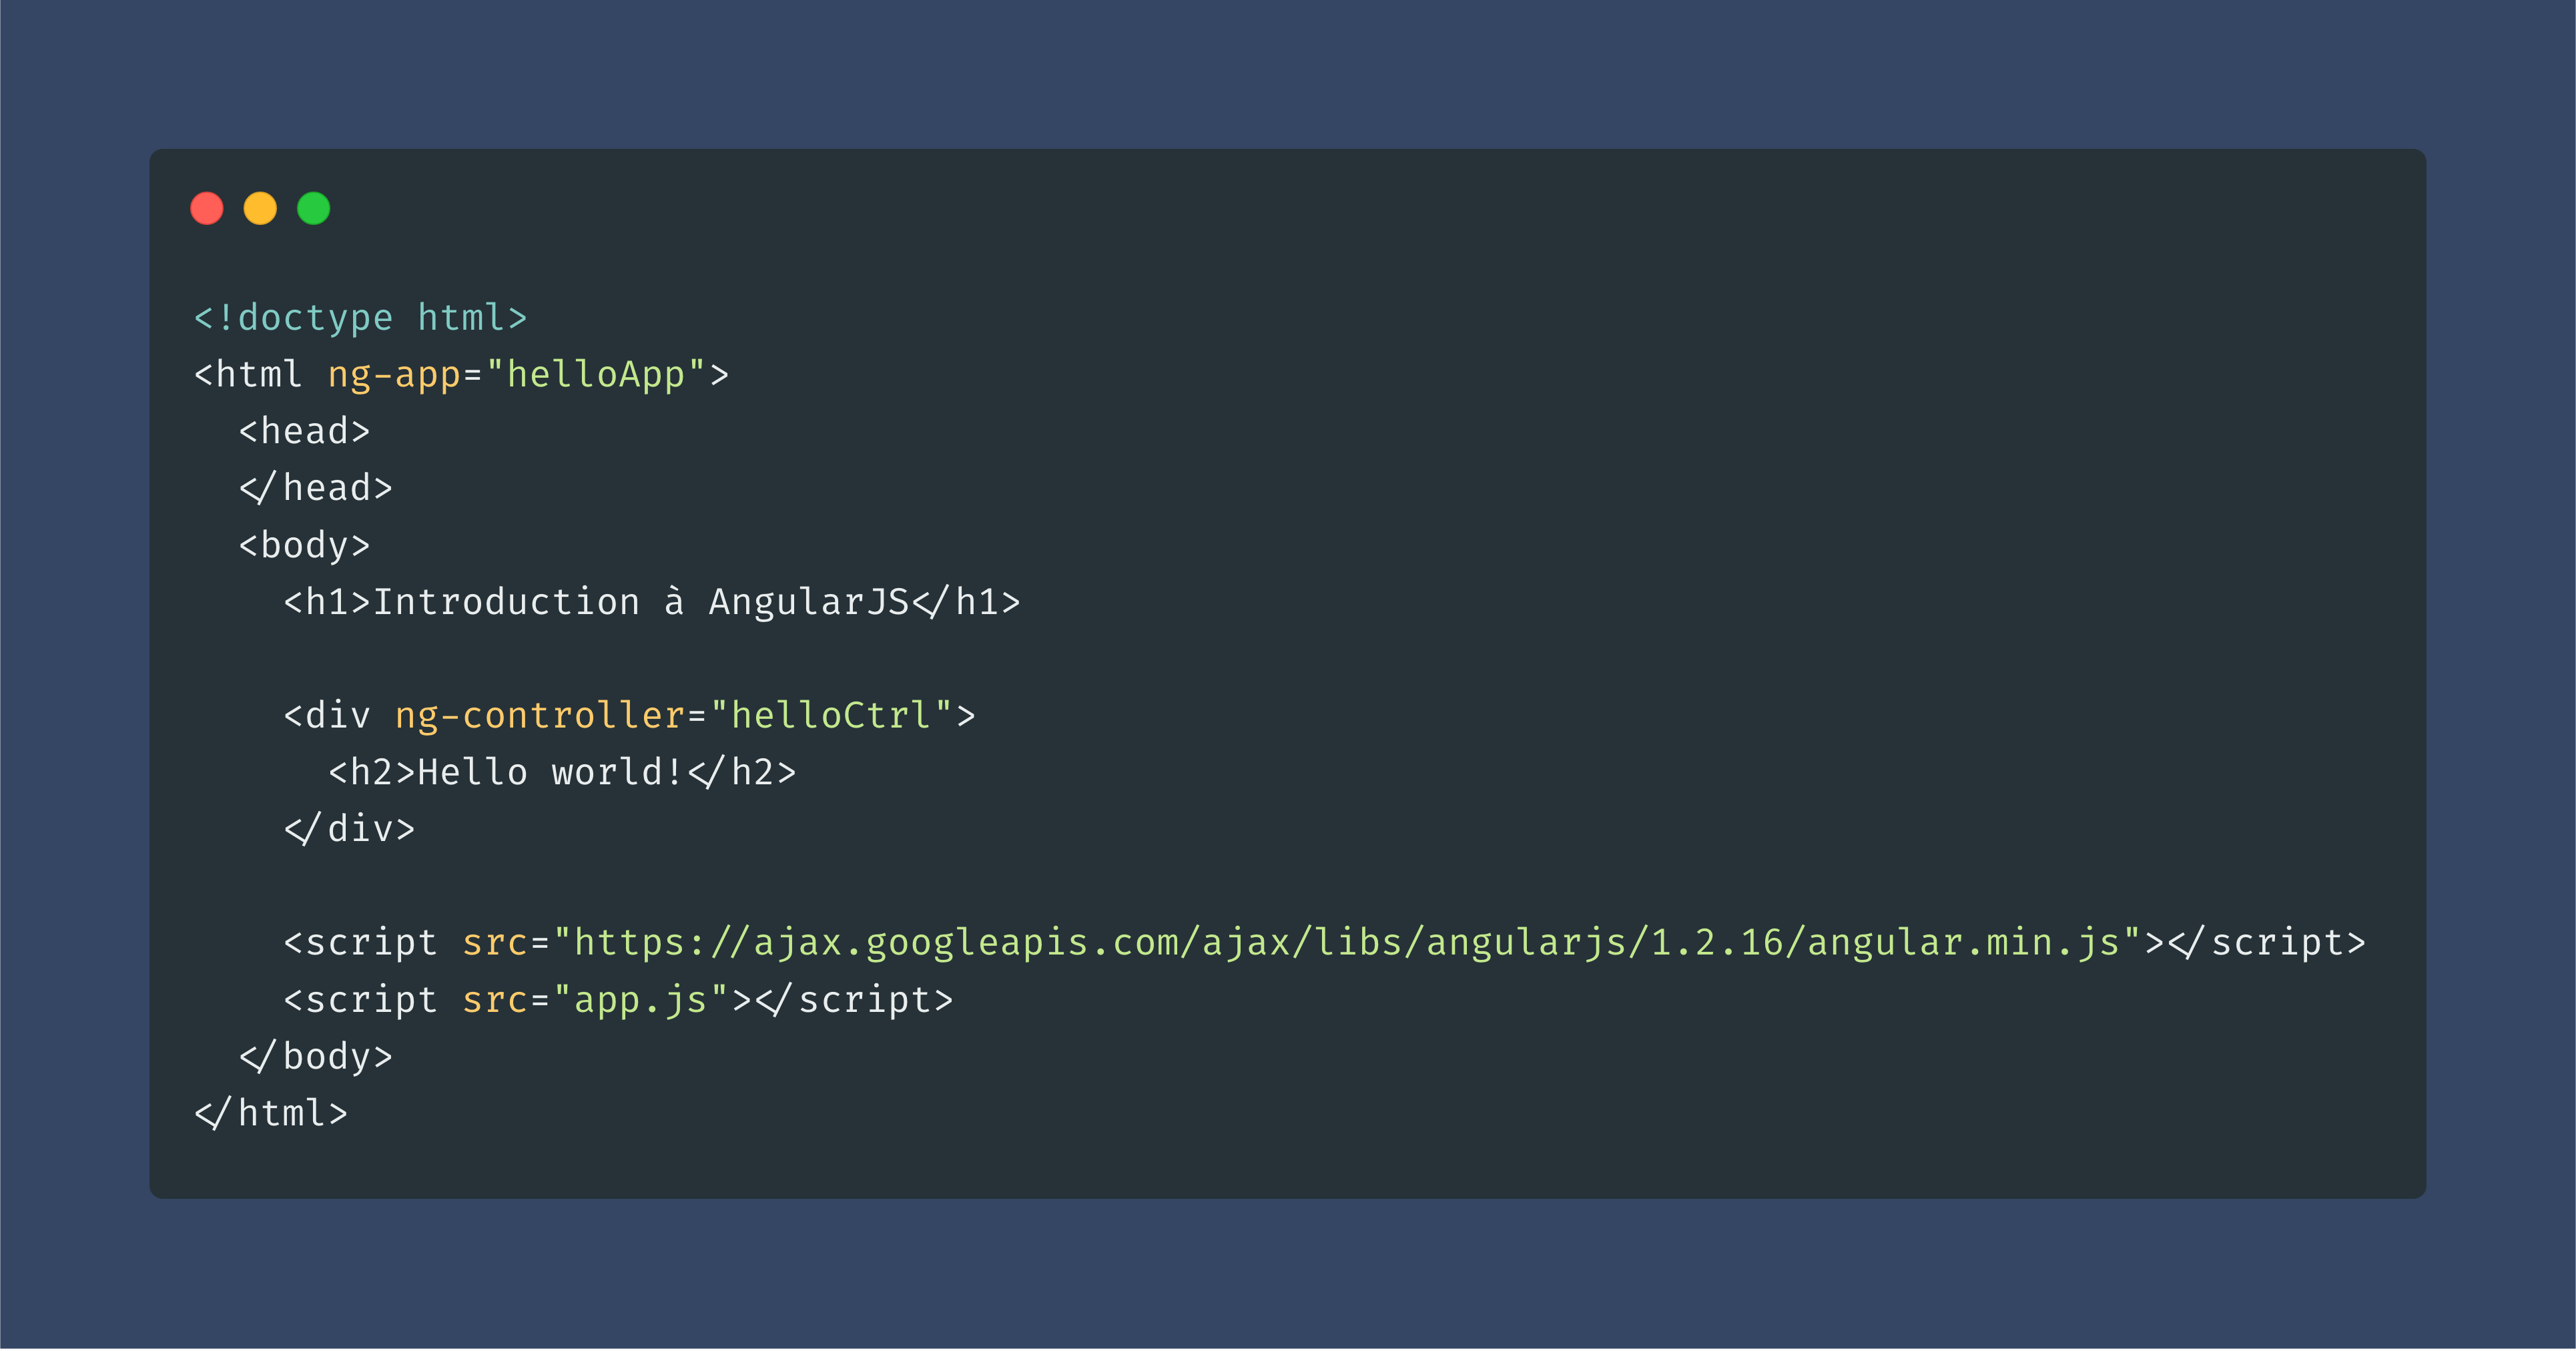 <!doctype html>
<html ng-app="helloApp">
  <head>
  </head>
  <body>
    <h1>Introduction à AngularJS</h1>

    <div ng-controller="helloCtrl">
      <h2>Hello world!</h2>
    </div>

    <script src="https://ajax.googleapis.com/ajax/libs/angularjs/1.2.16/angular.min.js"></script>
    <script src="app.js"></script>
  </body>
</html>